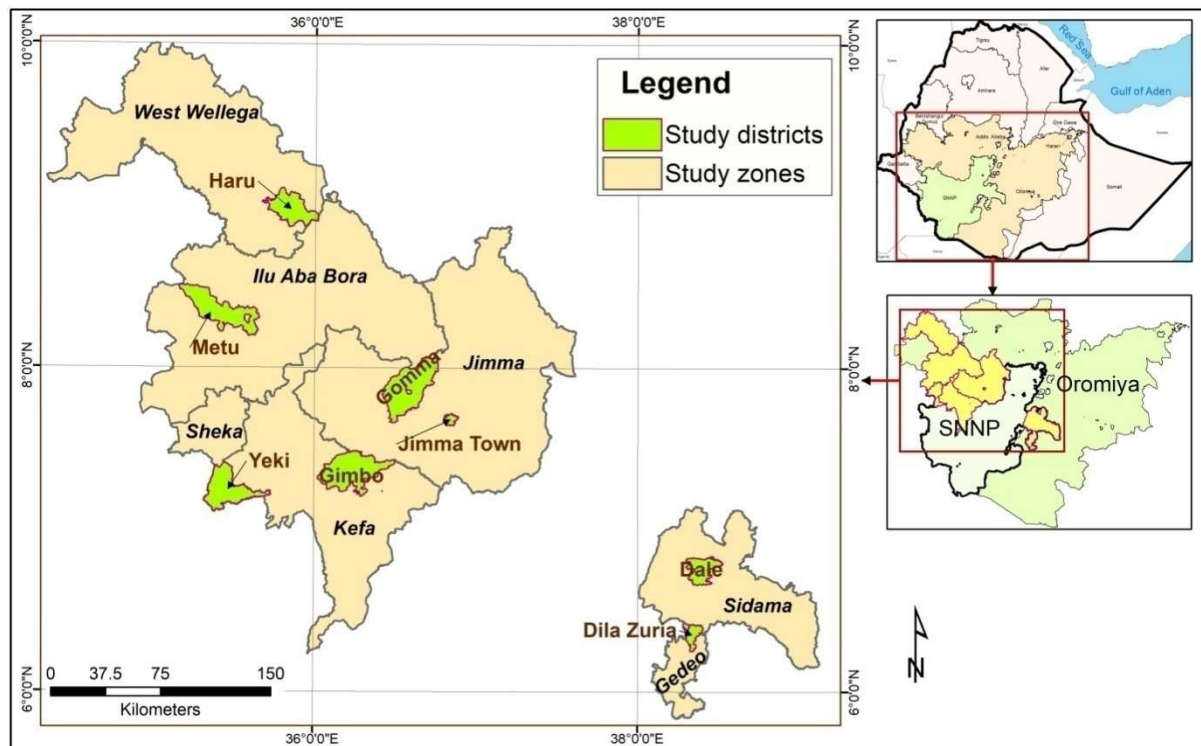 36°0'0"E
38°0'0"E
10°0'0"N
10°0'0"N
West Wellega
Haru
Ilu Aba Bora
Metu
8°0'0"N
8°0'0"N
Gomma
Jimma
Sheka
Jimma Town
Yeki
Gimbo
Kefa
Dale
Sidama
Dila Zuria
Gedeo
6°0'0"N
6°0'0"N
0 37.5 75 150
Kilometers
36°0'0"E
38°0'0"E
Legend
Study districts
Study zones
Red Sea
Gulf of Aden
Tigray
Afar
Amhara
Addis Ababa
Dire Dawa
Harari
Gambella
SNNP
Oromiya
Somali
Oromiya
SNNP
N